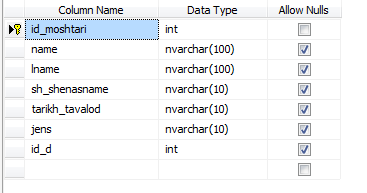 Column Name Data Type Allow Nulls
id_moshtari int
name nvarchar(100)
lname nvarchar(100)
sh_shenasname nvarchar(10)
tarikh_tavalod nvarchar(10)
jens nvarchar(10)
id_d int